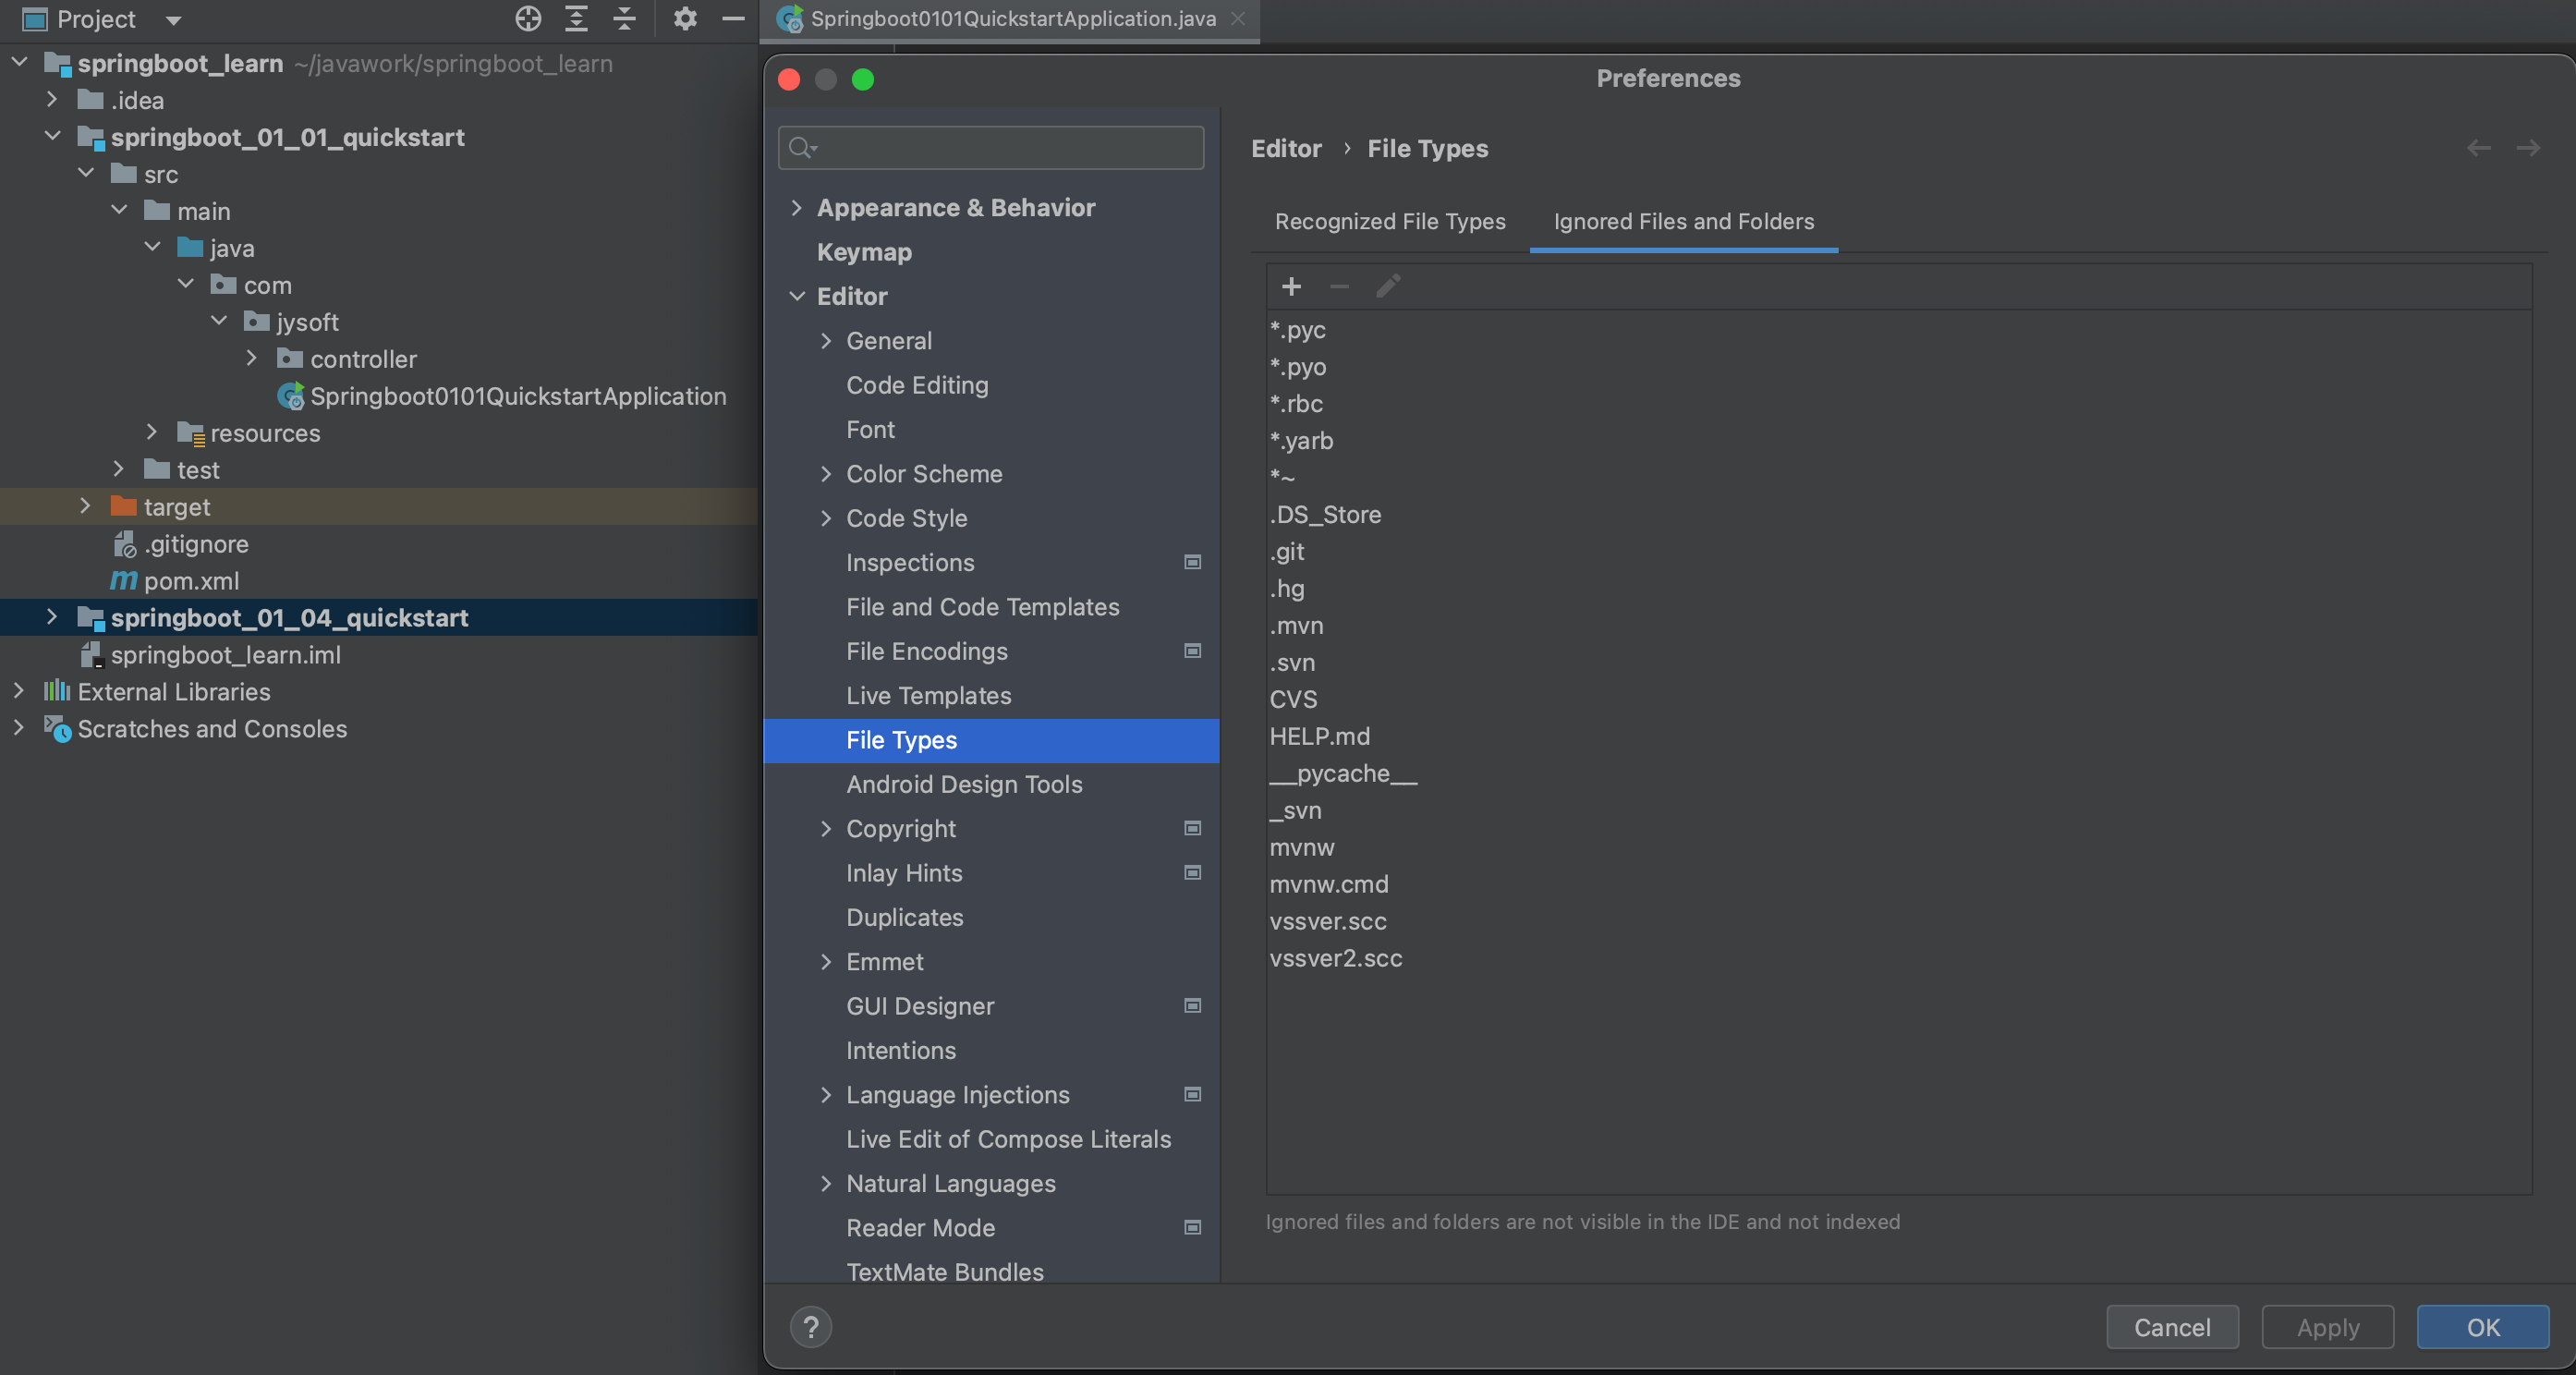 Project
Springboot0101QuickstartApplication.java
springboot_learn ~/javawork/springboot_learn
.idea
springboot_01_01_quickstart
src
main
java
com
jysoft
controller
Springboot0101QuickstartApplication
resources
test
target
.gitignore
m pom.xml
springboot_01_04_quickstart
springboot_learn.iml
External Libraries
Scratches and Consoles
Preferences
Appearance & Behavior
Keymap
Editor
General
Code Editing
Font
Color Scheme
Code Style
Inspections
File and Code Templates
File Encodings
Live Templates
File Types
Android Design Tools
Copyright
Inlay Hints
Duplicates
Emmet
GUI Designer
Intentions
Language Injections
Live Edit of Compose Literals
Natural Languages
Reader Mode
TextMate Bundles
Editor › File Types
Recognized File Types Ignored Files and Folders
*.pyc
*.pyo
*.rbc
*.yarb
*~
.DS_Store
.git
.hg
.mvn
.svn
CVS
HELP.md
__pycache__
_svn
mvnw
mvnw.cmd
vssver.scc
vssver2.scc
Ignored files and folders are not visible in the IDE and not indexed
? Cancel Apply OK